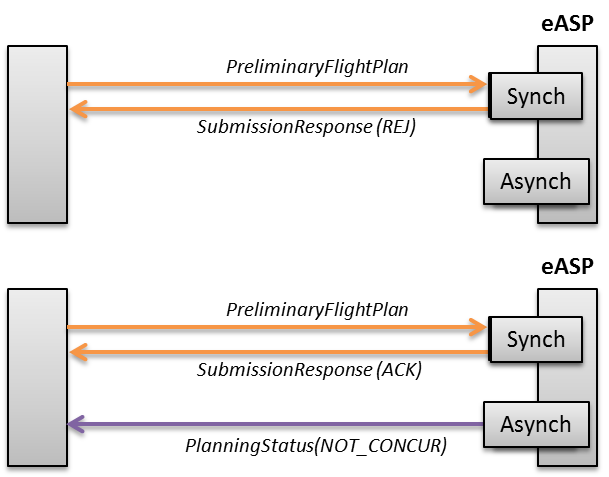 eASP
PreliminaryFlightPlan
Synch
SubmissionResponse (REJ)
Asynch
eASP
PreliminaryFlightPlan
Synch
SubmissionResponse (ACK)
Asynch
PlanningStatus(NOT_CONCUR)